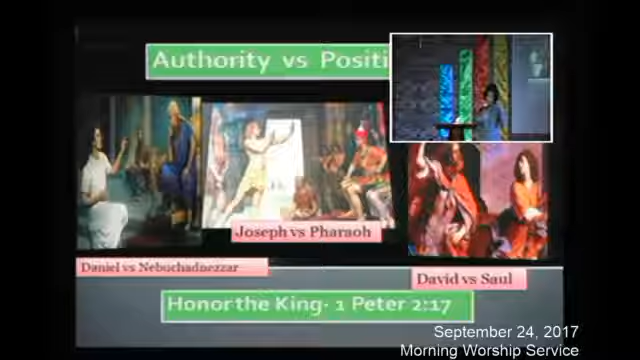 Authority vs Positi
Joseph vs Pharaoh
Daniel vs Nebuchadnezzar
David vs Saul
Honor the King- 1 Peter 2:17
September 24, 2017
Morning Worship Service